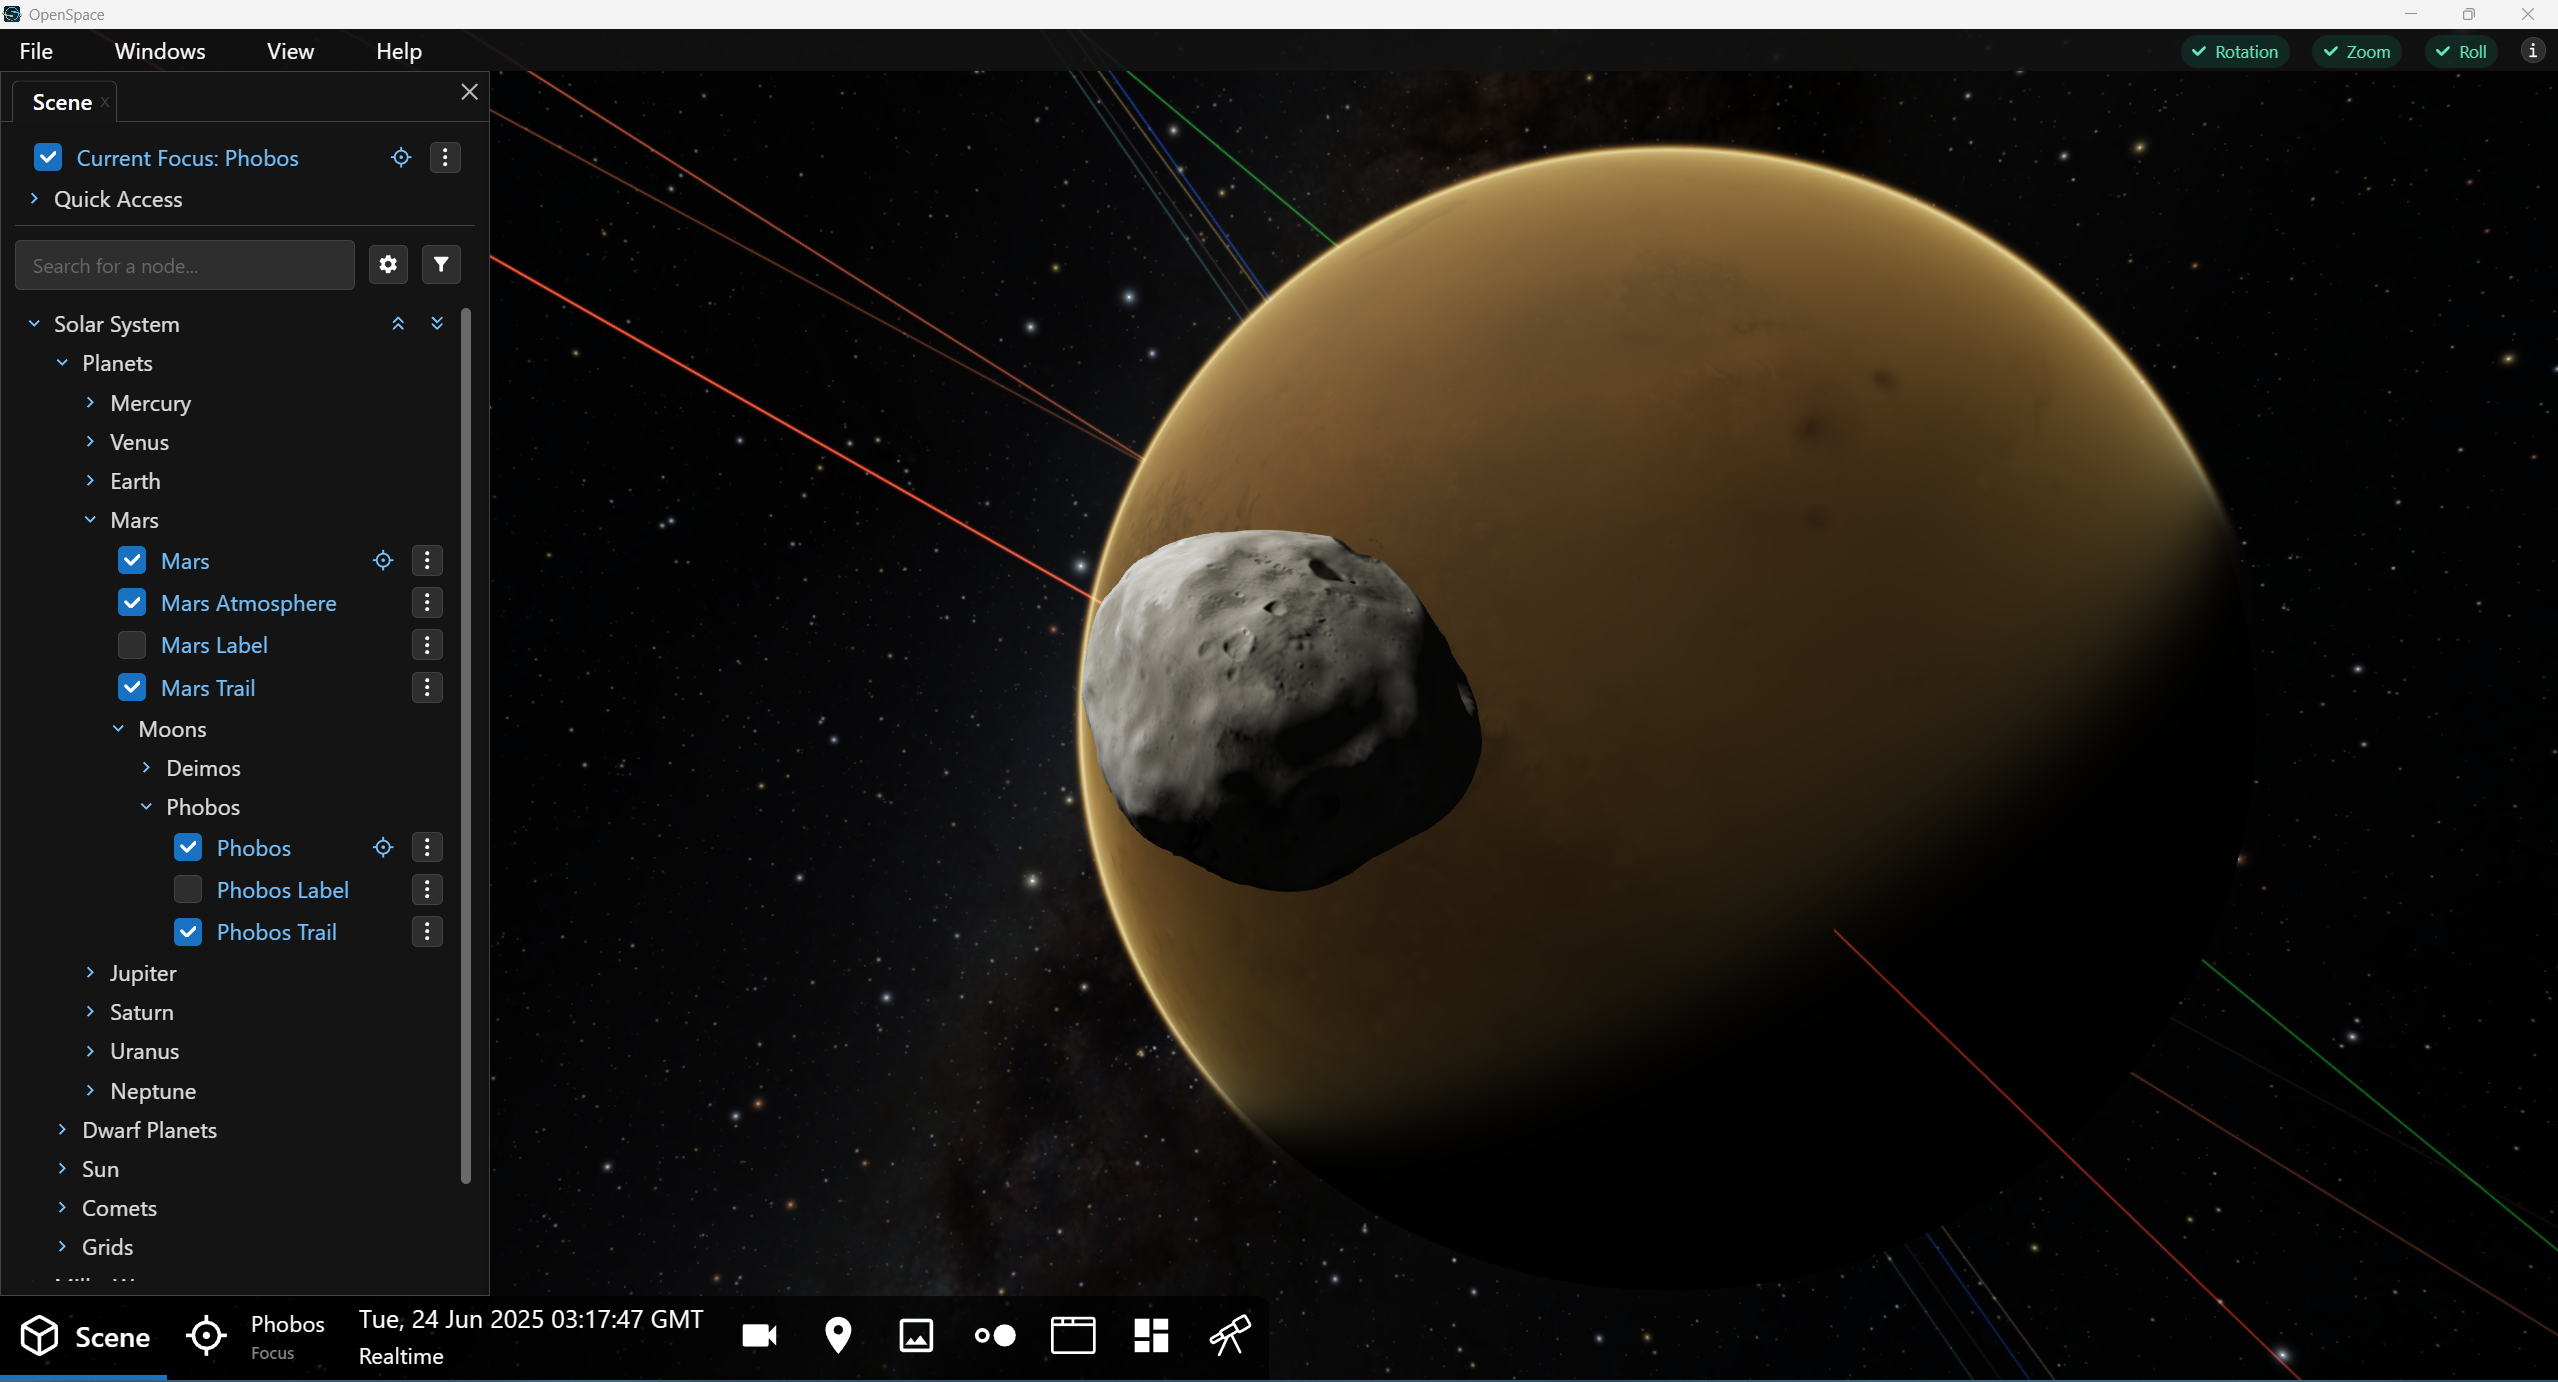 OpenSpace
File Windows View Help
Rotation Zoom Roll
Scene
Current Focus: Phobos
Quick Access
Search for a node...
Solar System
Planets
Mercury
Venus
Earth
Mars
Mars
Mars Atmosphere
Mars Label
Mars Trail
Moons
Deimos
Phobos
Phobos
Phobos Label
Phobos Trail
Jupiter
Saturn
Uranus
Neptune
Dwarf Planets
Sun
Comets
Grids
Scene
Phobos
Focus
Tue, 24 Jun 2025 03:17:47 GMT
Realtime